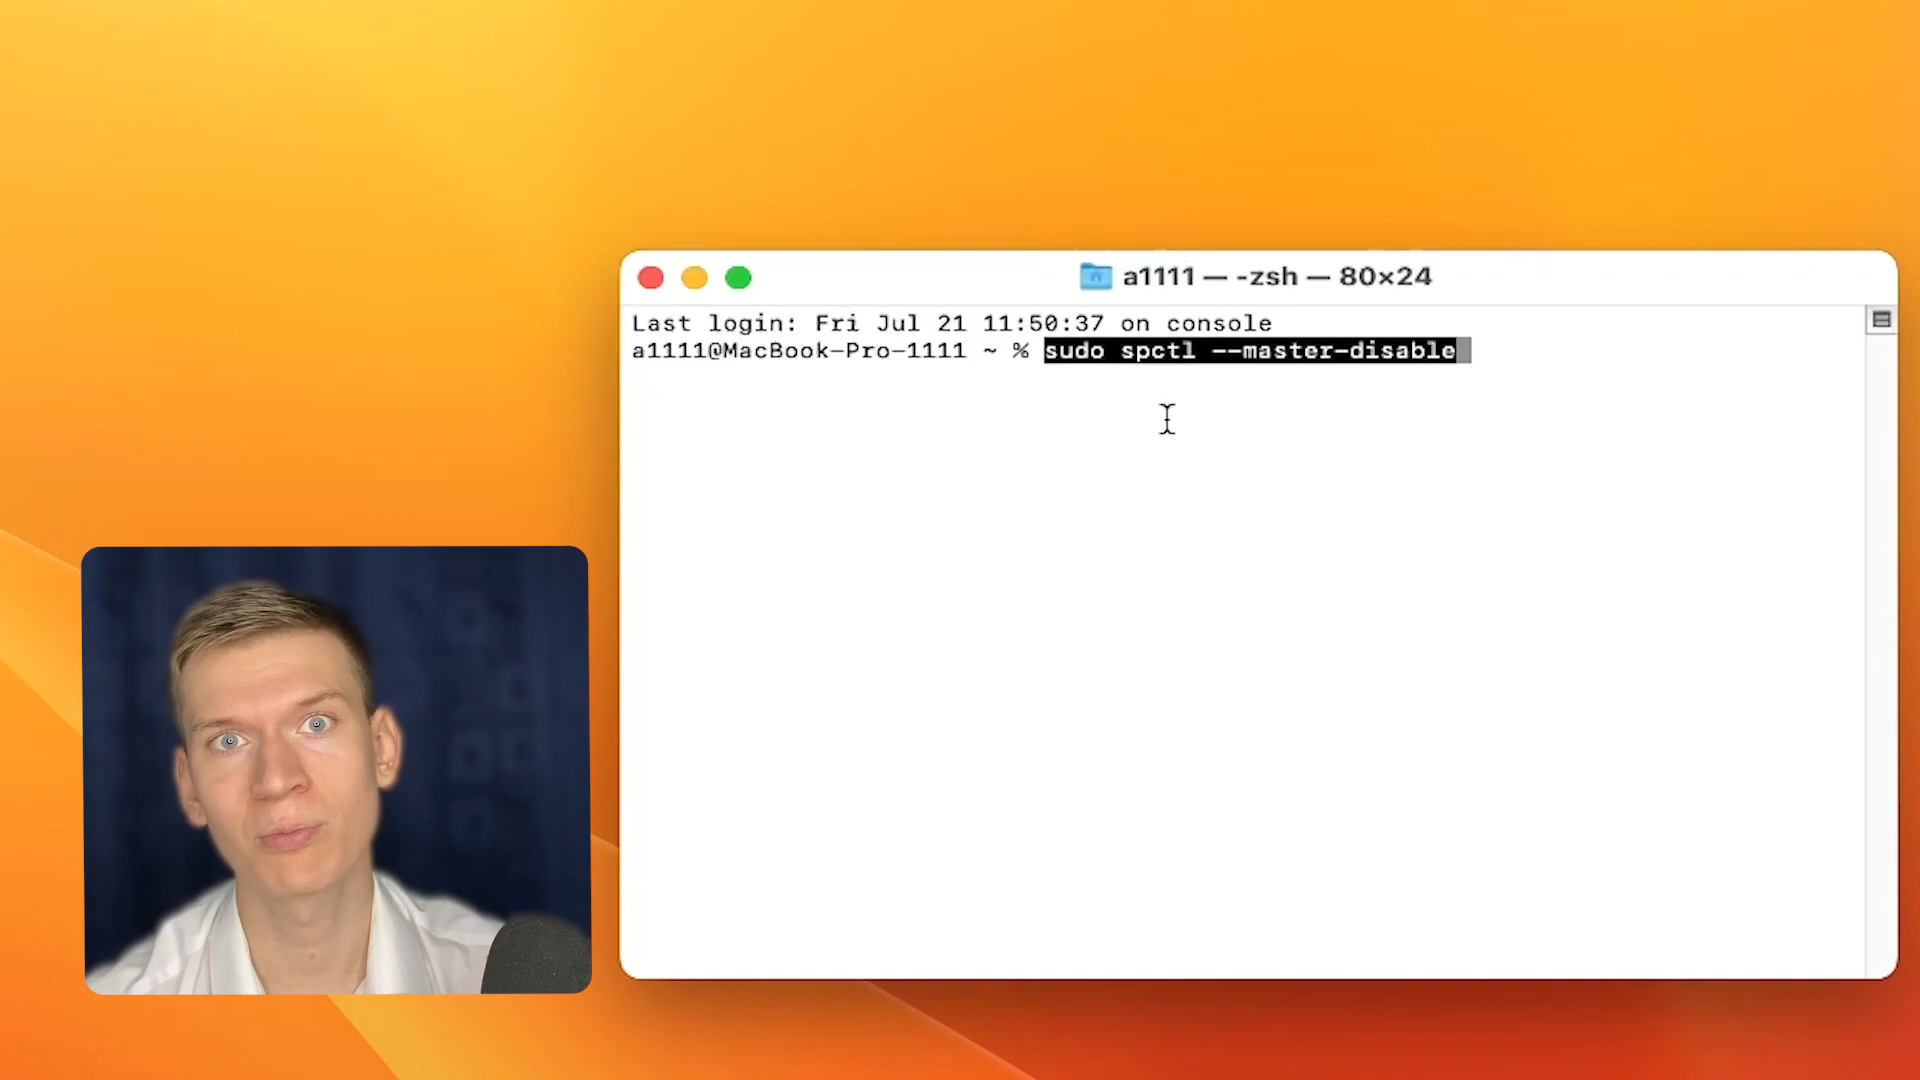 a1111 — -zsh — 80×24
Last login: Fri Jul 21 11:50:37 on console
a1111@MacBook-Pro-1111 ~ % sudo spctl --master-disable